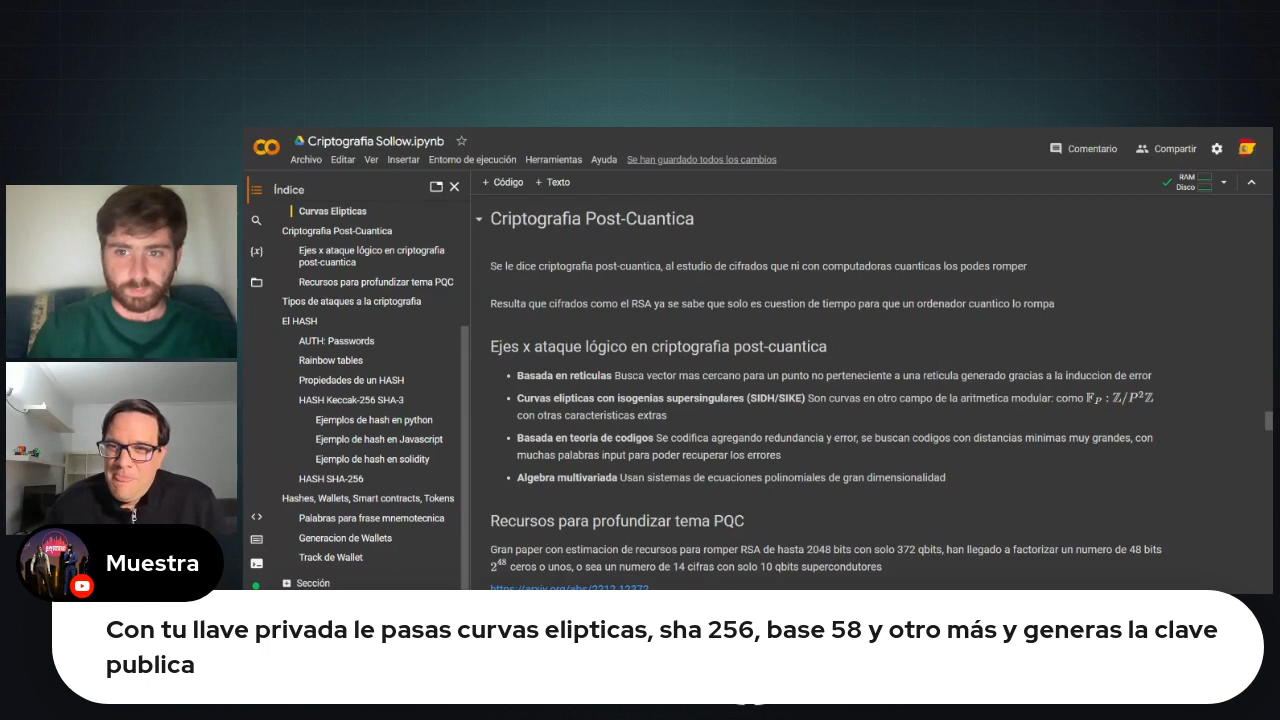 Criptografia Sollow.ipynb
Archivo Editar Ver Insertar Entorno de ejecución Herramientas Ayuda Se han guardado todos los cambios
Comentario Compartir
Índice
+ Código + Texto
RAM
Disco
Curvas Elipticas
Criptografia Post-Cuantica
Ejes x ataque lógico en criptografia
post-cuantica
Recursos para profundizar tema PQC
Tipos de ataques a la criptografia
El HASH
AUTH: Passwords
Rainbow tables
Propiedades de un HASH
HASH Keccak-256 SHA-3
Ejemplos de hash en python
Ejemplo de hash en Javascript
Ejemplo de hash en solidity
HASH SHA-256
Hashes, Wallets, Smart contracts, Tokens
Palabras para frase mnemotecnica
Generacion de Wallets
Track de Wallet
Sección
Criptografia Post-Cuantica
Se le dice criptografia post-cuantica, al estudio de cifrados que ni con computadoras cuanticas los podes romper
Resulta que cifrados como el RSA ya se sabe que solo es cuestion de tiempo para que un ordenador cuantico lo rompa
Ejes x ataque lógico en criptografia post-cuantica
• Basada en reticulas Busca vector mas cercano para un punto no perteneciente a una reticula generado gracias a la induccion de error
• Curvas elipticas con isogenias supersingulares (SIDH/SIKE) Son curvas en otro campo de la aritmetica modular: como 𝔽_P : ℤ/P²ℤ
con otras caracteristicas extras
• Basada en teoria de codigos Se codifica agregando redundancia y error, se buscan codigos con distancias minimas muy grandes, con
muchas palabras input para poder recuperar los errores
• Algebra multivariada Usan sistemas de ecuaciones polinomiales de gran dimensionalidad
Recursos para profundizar tema PQC
Gran paper con estimacion de recursos para romper RSA de hasta 2048 bits con solo 372 qbits, han llegado a factorizar un numero de 48 bits
2⁴⁸ ceros o unos, o sea un numero de 14 cifras con solo 10 qbits supercondutores
https://arxiv.org/abs/2212.12372
Muestra
Con tu llave privada le pasas curvas elipticas, sha 256, base 58 y otro más y generas la clave
publica